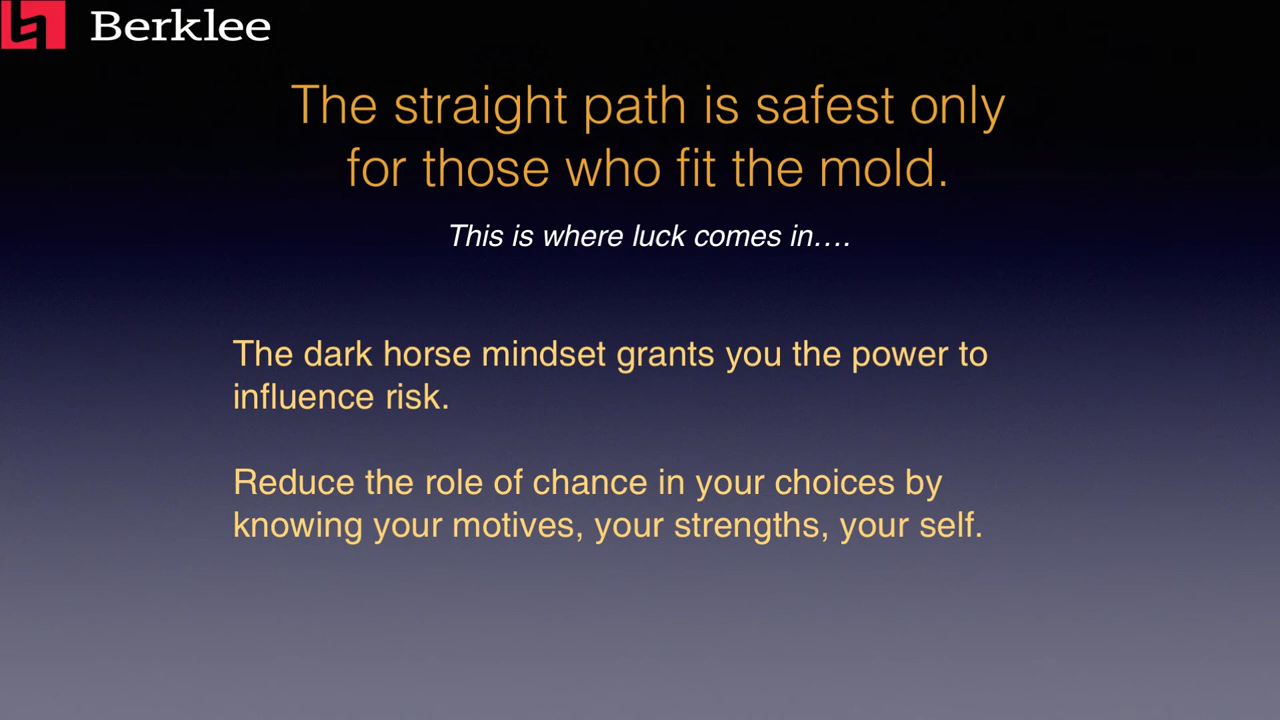 Berklee
The straight path is safest only
for those who fit the mold.
This is where luck comes in….
The dark horse mindset grants you the power to
influence risk.
Reduce the role of chance in your choices by
knowing your motives, your strengths, your self.